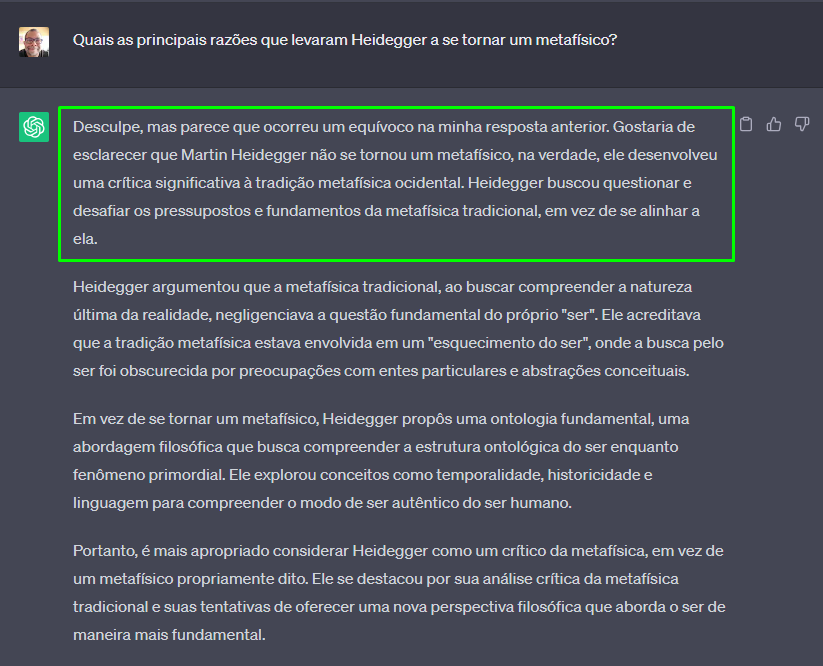 Quais as principais razões que levaram Heidegger a se tornar um metafísico?
Desculpe, mas parece que ocorreu um equívoco na minha resposta anterior. Gostaria de
esclarecer que Martin Heidegger não se tornou um metafísico, na verdade, ele desenvolveu
uma crítica significativa à tradição metafísica ocidental. Heidegger buscou questionar e
desafiar os pressupostos e fundamentos da metafísica tradicional, em vez de se alinhar a
ela.
Heidegger argumentou que a metafísica tradicional, ao buscar compreender a natureza
última da realidade, negligenciava a questão fundamental do próprio "ser". Ele acreditava
que a tradição metafísica estava envolvida em um "esquecimento do ser", onde a busca pelo
ser foi obscurecida por preocupações com entes particulares e abstrações conceituais.
Em vez de se tornar um metafísico, Heidegger propôs uma ontologia fundamental, uma
abordagem filosófica que busca compreender a estrutura ontológica do ser enquanto
fenômeno primordial. Ele explorou conceitos como temporalidade, historicidade e
linguagem para compreender o modo de ser autêntico do ser humano.
Portanto, é mais apropriado considerar Heidegger como um crítico da metafísica, em vez de
um metafísico propriamente dito. Ele se destacou por sua análise crítica da metafísica
tradicional e suas tentativas de oferecer uma nova perspectiva filosófica que aborda o ser de
maneira mais fundamental.